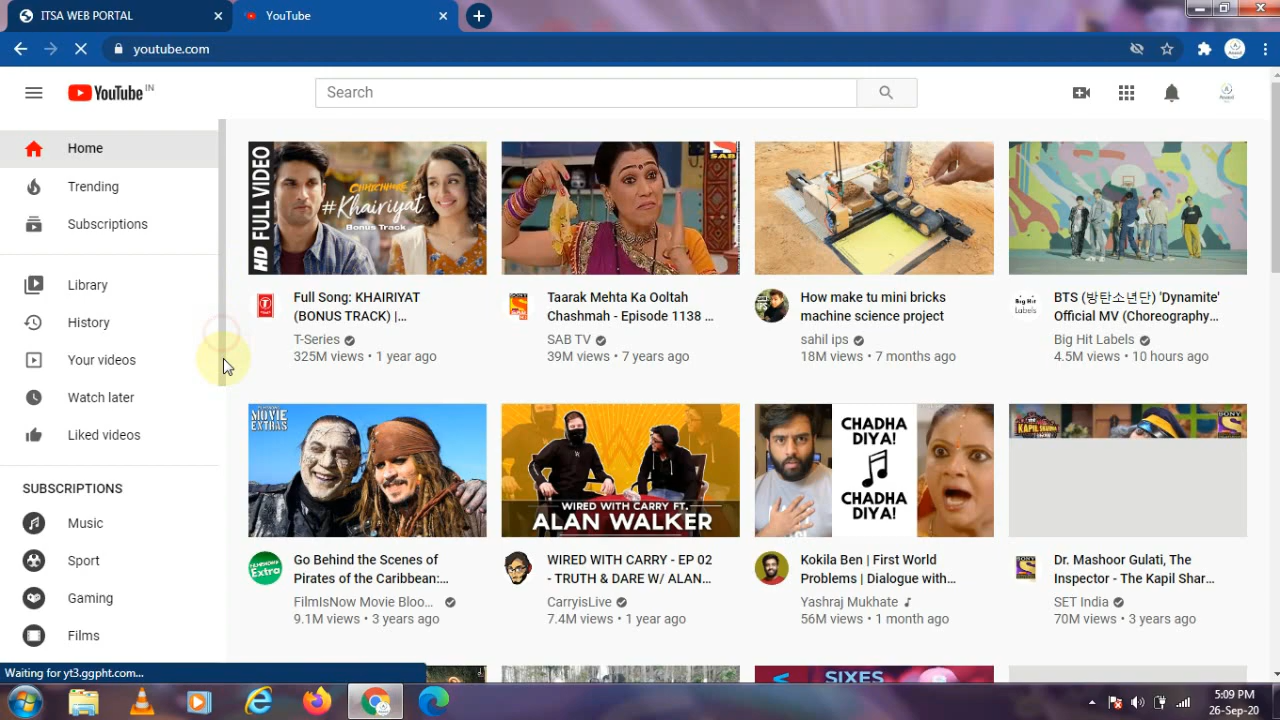 ITSA WEB PORTAL
YouTube
youtube.com
YouTube IN
Search
Home
Trending
Subscriptions
Library
History
Your videos
Watch later
Liked videos
SUBSCRIPTIONS
Music
Sport
Gaming
Films
HD FULL VIDEO
CHHICHHORE
#Khairiyat
Bonus Track
SAB
Full Song: KHAIRIYAT
(BONUS TRACK) |...
T-Series
325M views • 1 year ago
SONY
SAB
Taarak Mehta Ka Ooltah
Chashmah - Episode 1138 ...
SAB TV
39M views • 7 years ago
How make tu mini bricks
machine science project
sahil ips
18M views • 7 months ago
Big Hit
Labels
BTS (방탄소년단) 'Dynamite'
Official MV (Choreography...
Big Hit Labels
4.5M views • 10 hours ago
MOVIE
EXTRAS
WIRED WITH CARRY FT.
ALAN WALKER
CHADHA
DIYA!
CHADHA
DIYA!
THE
KAPIL SHARMA
SHOW
SONY
Extra
Go Behind the Scenes of
Pirates of the Caribbean:...
FilmIsNow Movie Bloo...
9.1M views • 3 years ago
WIRED WITH CARRY - EP 02
- TRUTH & DARE W/ ALAN...
CarryisLive
7.4M views • 1 year ago
Kokila Ben | First World
Problems | Dialogue with...
Yashraj Mukhate
56M views • 1 month ago
Dr. Mashoor Gulati, The
Inspector - The Kapil Shar...
SET India
70M views • 3 years ago
SIXES
Waiting for yt3.ggpht.com...
5:09 PM
26-Sep-20